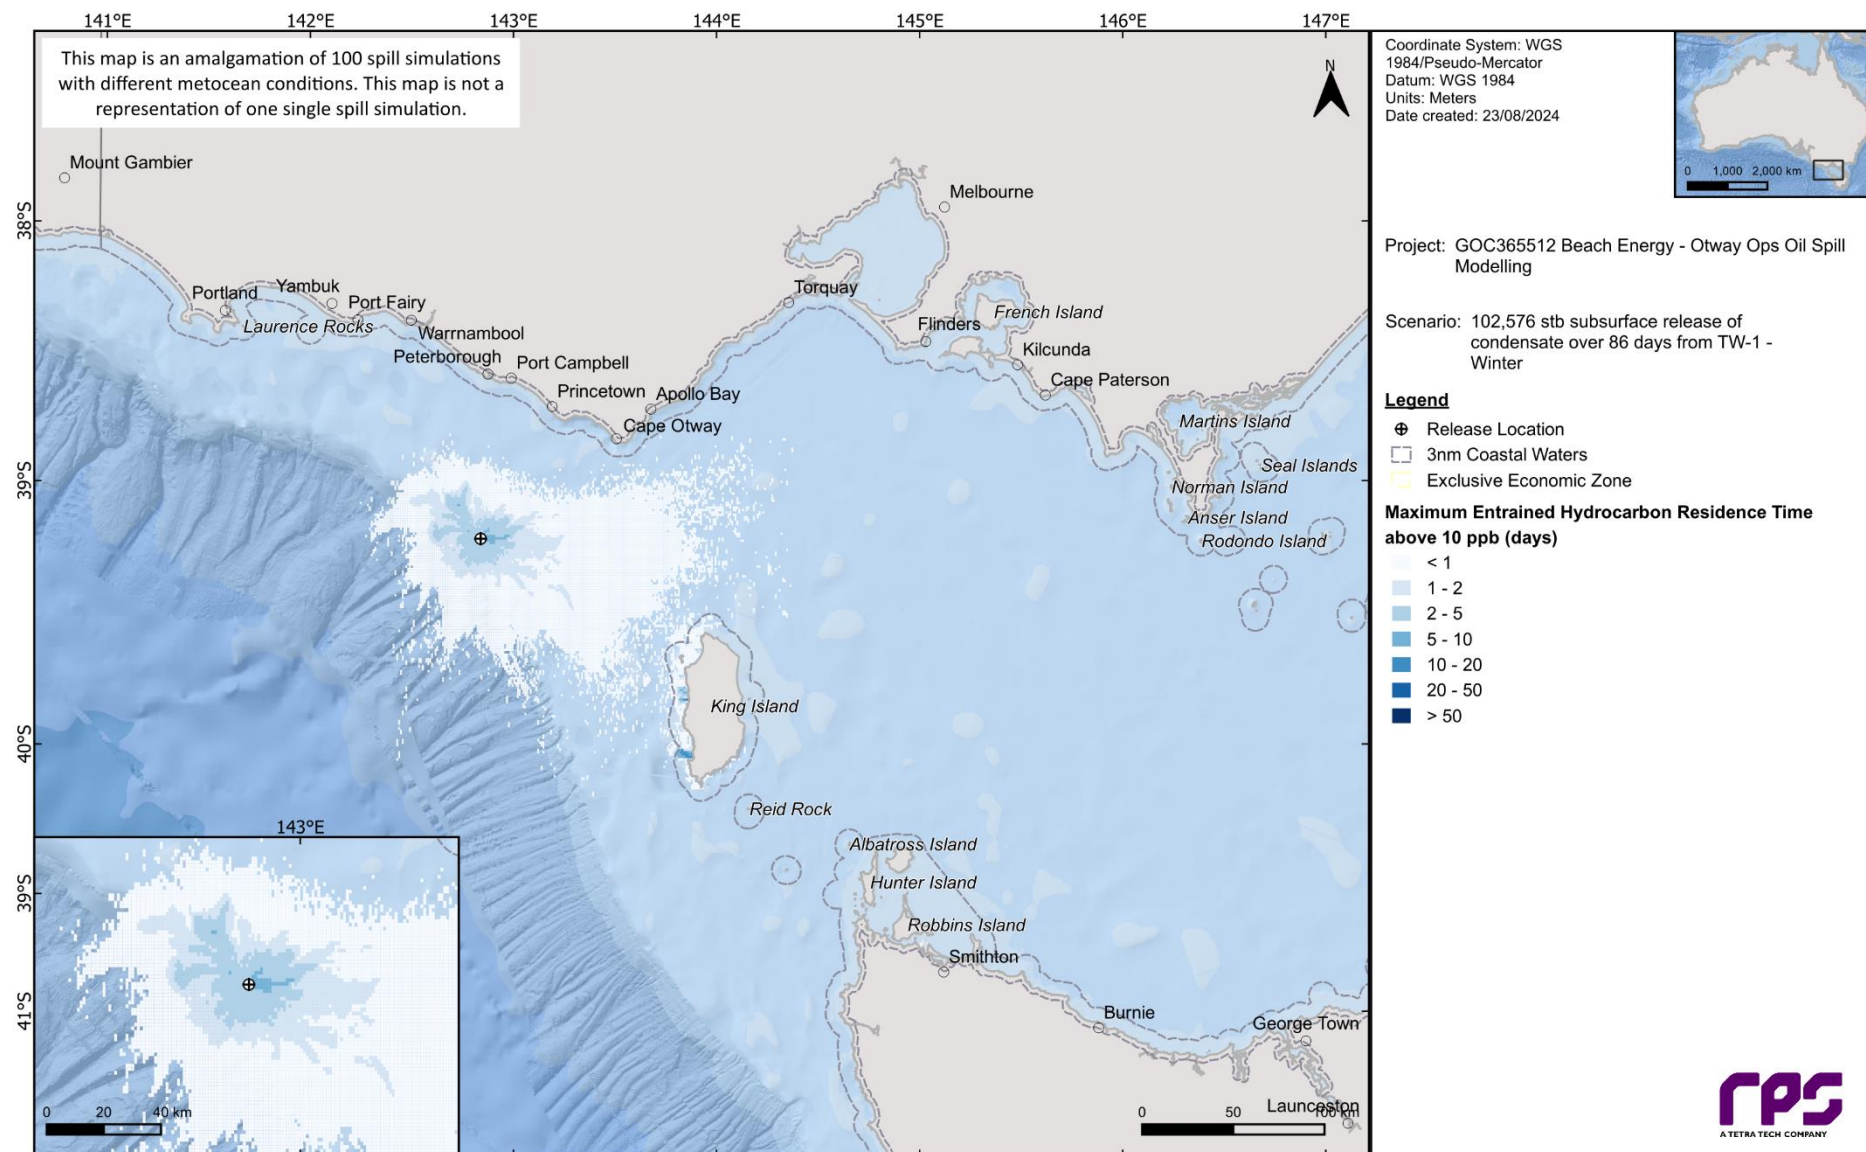 141°E
142°E
143°E
144°E
145°E
146°E
147°E
This map is an amalgamation of 100 spill simulations
with different metocean conditions. This map is not a
representation of one single spill simulation.
N
Mount Gambier
Melbourne
38°S
Portland
Yambuk
Port Fairy
Laurence Rocks
Warrnambool
Peterborough
Port Campbell
Princetown
Apollo Bay
Cape Otway
Torquay
Flinders
French Island
Kilcunda
Cape Paterson
Martins Island
Seal Islands
Norman Island
Anser Island
Rodondo Island
39°S
King Island
40°S
Reid Rock
Albatross Island
Hunter Island
Robbins Island
Smithton
41°S
Burnie
George Town
Launceston
0 50 100 km
143°E
39°S
0 20 40 km
Coordinate System: WGS
1984/Pseudo-Mercator
Datum: WGS 1984
Units: Meters
Date created: 23/08/2024
0 1,000 2,000 km
Project: GOC365512 Beach Energy - Otway Ops Oil Spill
Modelling
Scenario: 102,576 stb subsurface release of
condensate over 86 days from TW-1 -
Winter
Legend
Release Location
3nm Coastal Waters
Exclusive Economic Zone
Maximum Entrained Hydrocarbon Residence Time
above 10 ppb (days)
< 1
1 - 2
2 - 5
5 - 10
10 - 20
20 - 50
> 50
rps
A TETRA TECH COMPANY